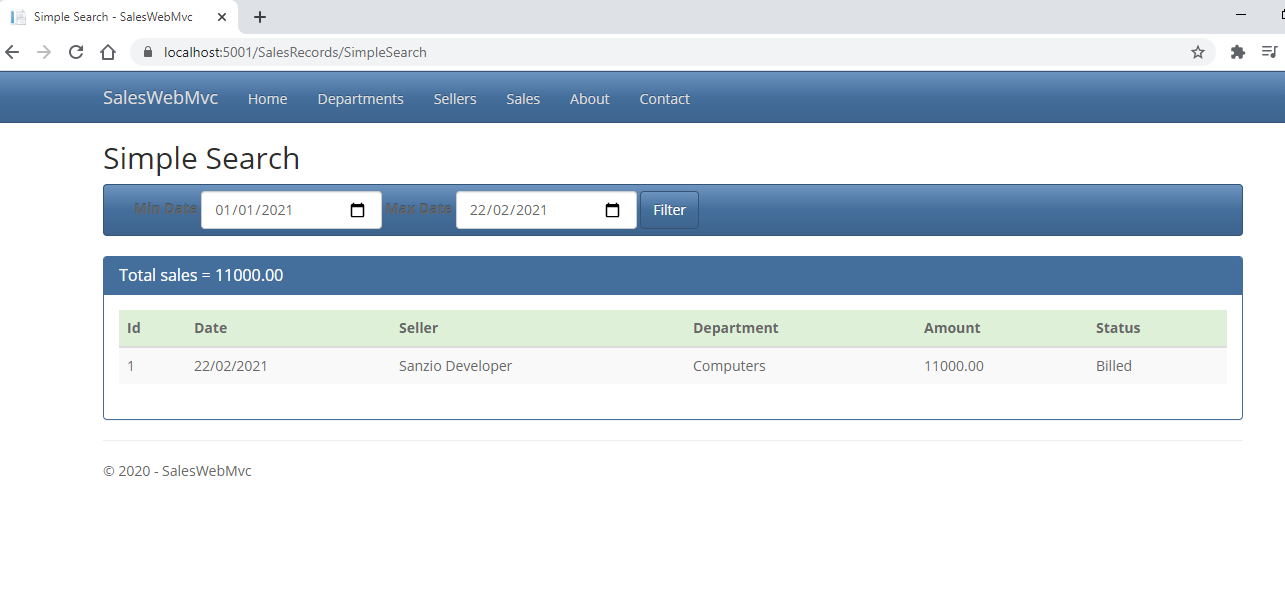 Simple Search - SalesWebMvc
localhost:5001/SalesRecords/SimpleSearch
SalesWebMvc Home Departments Sellers Sales About Contact
Simple Search
Min Date 01/01/2021 Max Date 22/02/2021 Filter
Total sales = 11000.00
Id Date Seller Department Amount Status
1 22/02/2021 Sanzio Developer Computers 11000.00 Billed
© 2020 - SalesWebMvc